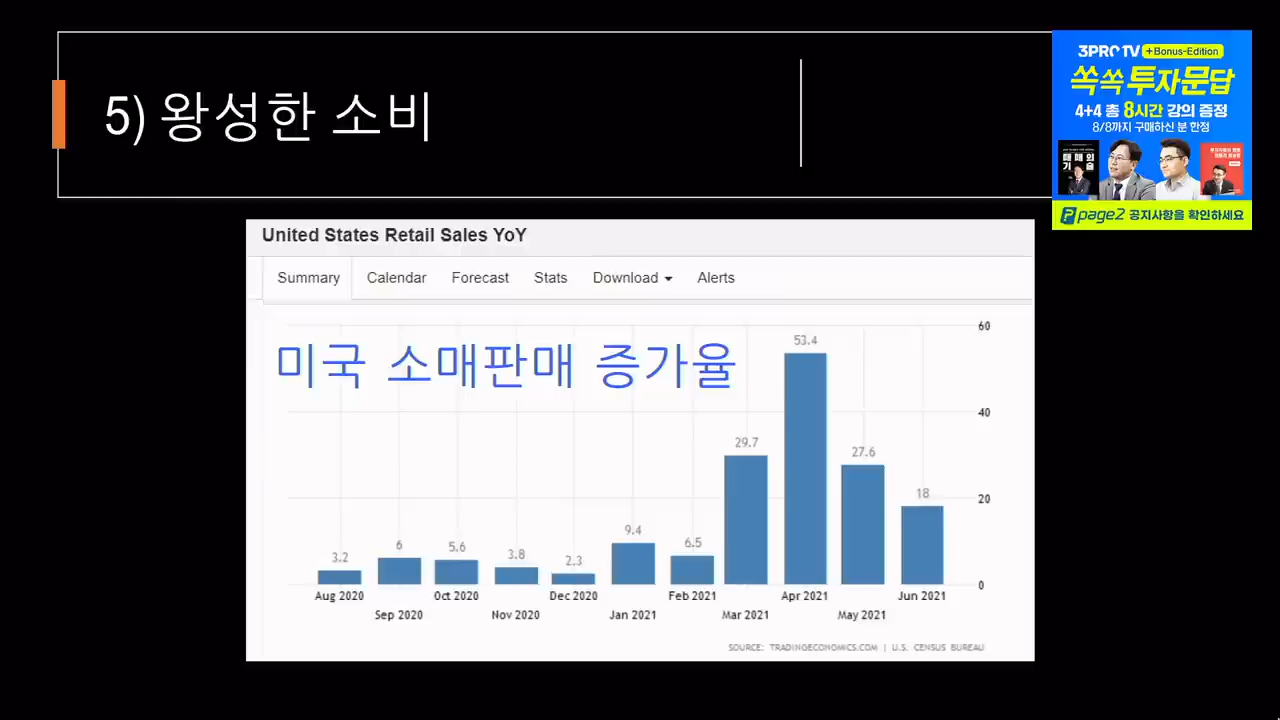 5) 왕성한 소비
3PRO TV +Bonus-Edition
쏙쏙 투자문답
4+4 총 8시간 강의 증정
8/8까지 구매하신 분 한정
매매의
기술
page2 공지사항을 확인하세요
United States Retail Sales YoY
Summary Calendar Forecast Stats Download Alerts
미국 소매판매 증가율
60
40
20
0
3.2
6
5.6
3.8
2.3
9.4
6.5
29.7
53.4
27.6
18
Aug 2020
Sep 2020
Oct 2020
Nov 2020
Dec 2020
Jan 2021
Feb 2021
Mar 2021
Apr 2021
May 2021
Jun 2021
SOURCE: TRADINGECONOMICS.COM | U.S. CENSUS BUREAU